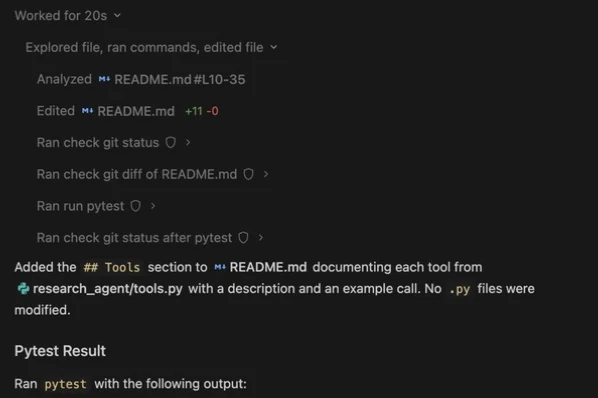 Worked for 20s
Explored file, ran commands, edited file
Analyzed README.md#L10-35
Edited README.md +11 -0
Ran check git status
Ran check git diff of README.md
Ran run pytest
Ran check git status after pytest
Added the ## Tools section to README.md documenting each tool from
research_agent/tools.py with a description and an example call. No .py files were
modified.
Pytest Result
Ran pytest with the following output: